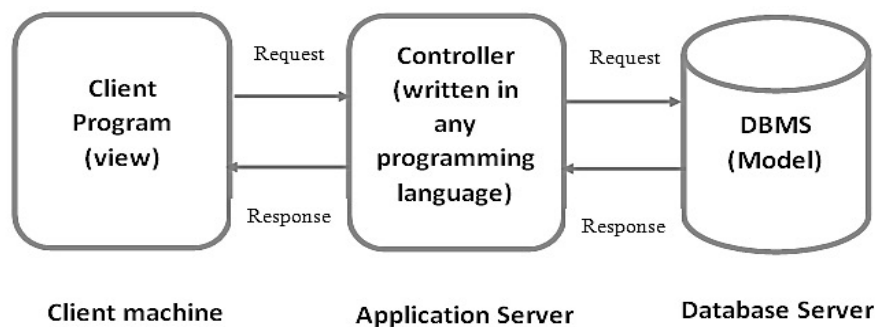 Client
Program
(view)
Request
Response
Controller
(written in
any
programming
language)
Request
Response
DBMS
(Model)
Client machine
Application Server
Database Server